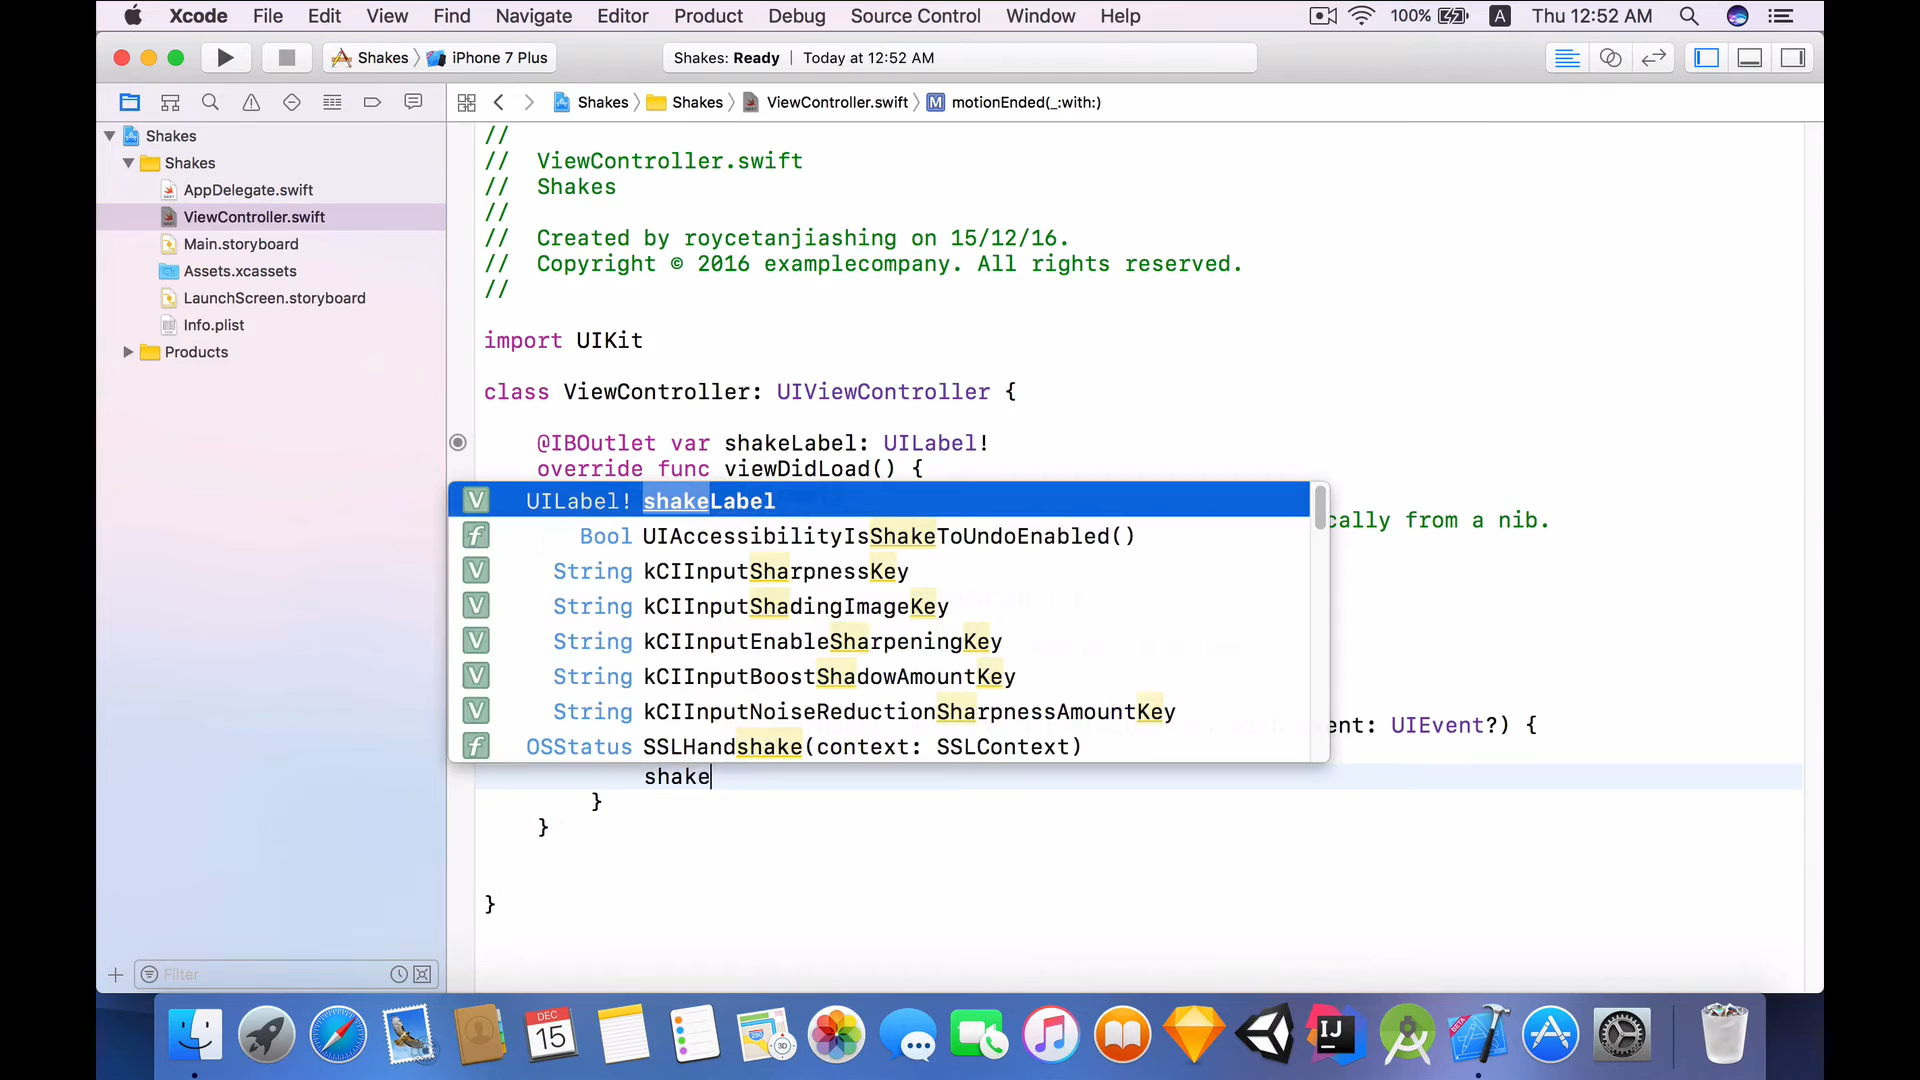 Xcode File Edit View Find Navigate Editor Product Debug Source Control Window Help 100% A Thu 12:52 AM
Shakes iPhone 7 Plus Shakes: Ready Today at 12:52 AM
Shakes Shakes ViewController.swift M motionEnded(_:with:)
Shakes
Shakes
AppDelegate.swift
ViewController.swift
Main.storyboard
Assets.xcassets
LaunchScreen.storyboard
Info.plist
Products
Filter
//
// ViewController.swift
// Shakes
//
// Created by roycetanjiashing on 15/12/16.
// Copyright © 2016 examplecompany. All rights reserved.
//
import UIKit
class ViewController: UIViewController {
@IBOutlet var shakeLabel: UILabel!
override func viewDidLoad() {
V UILabel! shakeLabel
cally from a nib.
f Bool UIAccessibilityIsShakeToUndoEnabled()
V String kCIInputSharpnessKey
V String kCIInputShadingImageKey
V String kCIInputEnableSharpeningKey
V String kCIInputBoostShadowAmountKey
V String kCIInputNoiseReductionSharpnessAmountKey
ent: UIEvent?) {
f OSStatus SSLHandshake(context: SSLContext)
shake
}
}
}
DEC
15
30
IJ
BETA